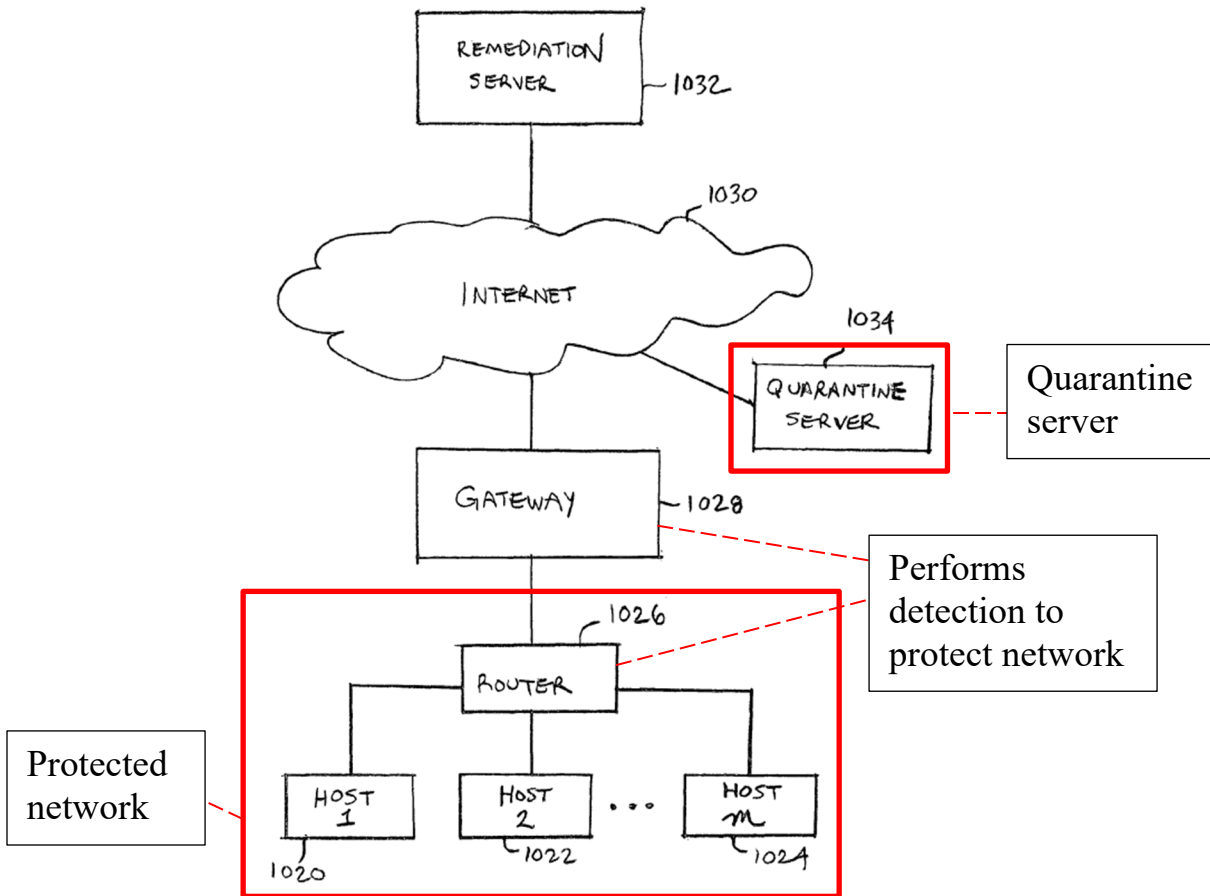 REMEDIATION
SERVER
1032
1030
INTERNET
1034
QUARANTINE
SERVER
Quarantine
server
GATEWAY
1028
Performs
detection to
protect network
1026
ROUTER
Protected
network
HOST
1
1020
HOST
2
1022
...
HOST
m
1024